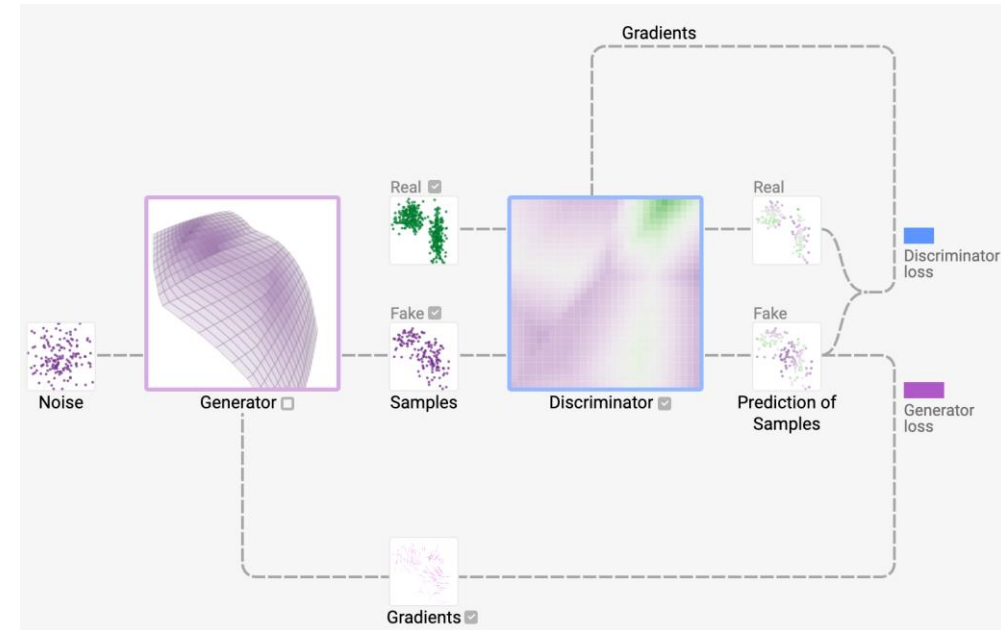 Gradients
Real
Real
Discriminator
loss
Fake
Fake
Noise
Generator
Samples
Discriminator
Prediction of
Samples
Generator
loss
Gradients